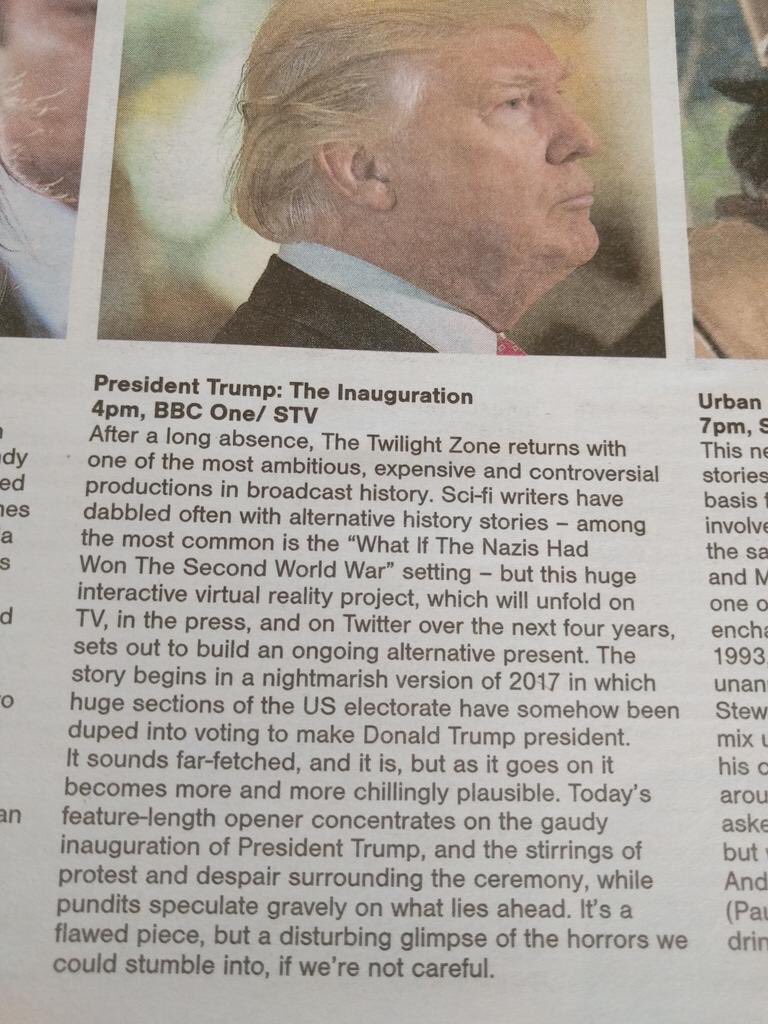 President Trump: The Inauguration
4pm, BBC One/ STV
After a long absence, The Twilight Zone returns with
one of the most ambitious, expensive and controversial
productions in broadcast history. Sci-fi writers have
dabbled often with alternative history stories – among
the most common is the “What If The Nazis Had
Won The Second World War” setting – but this huge
interactive virtual reality project, which will unfold on
TV, in the press, and on Twitter over the next four years,
sets out to build an ongoing alternative present. The
story begins in a nightmarish version of 2017 in which
huge sections of the US electorate have somehow been
duped into voting to make Donald Trump president.
It sounds far-fetched, and it is, but as it goes on it
becomes more and more chillingly plausible. Today’s
feature-length opener concentrates on the gaudy
inauguration of President Trump, and the stirrings of
protest and despair surrounding the ceremony, while
pundits speculate gravely on what lies ahead. It’s a
flawed piece, but a disturbing glimpse of the horrors we
could stumble into, if we’re not careful.
Urban
7pm, S
This ne
stories
basis
involve
the sa
and M
one o
encha
1993,
unan
Stew
mix u
his c
arou
aske
but
And
(Pau
drin